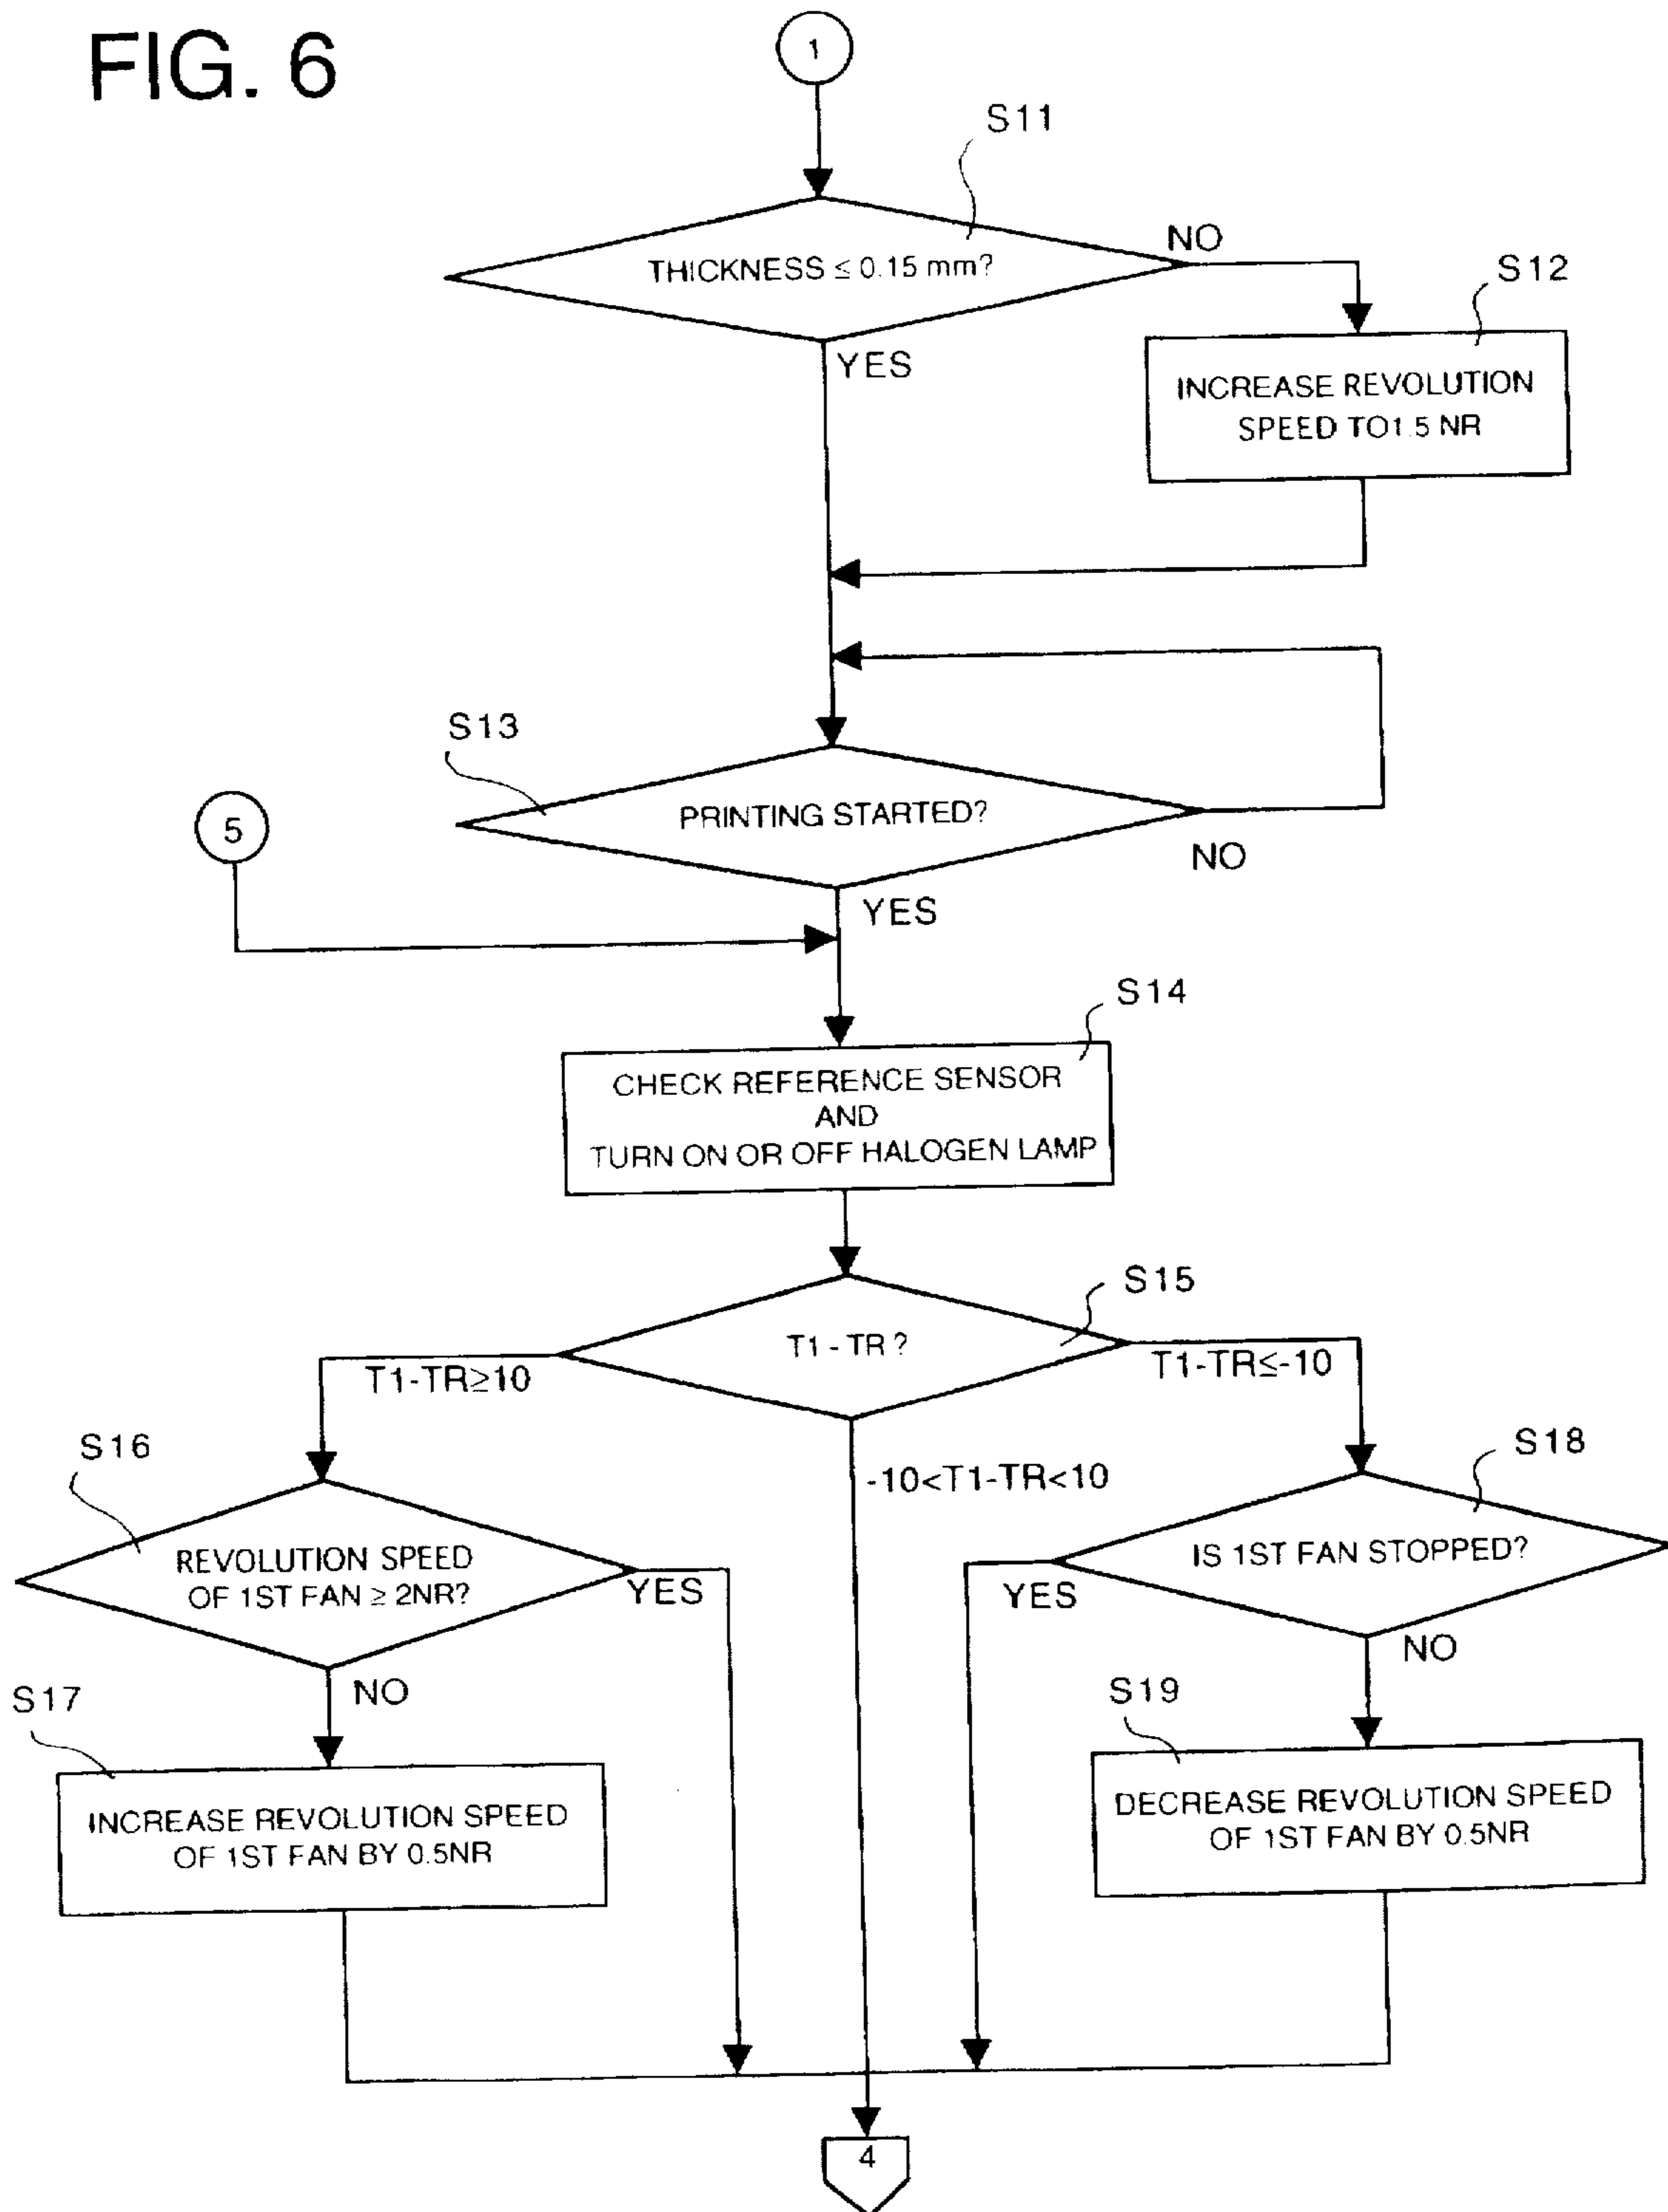 FIG. 6
1
S11
THICKNESS ≤ 0.15 mm?
NO
YES
S12
INCREASE REVOLUTION
SPEED TO1.5 NR
S13
PRINTING STARTED?
NO
YES
5
S14
CHECK REFERENCE SENSOR
AND
TURN ON OR OFF HALOGEN LAMP
S15
T1 - TR ?
T1-TR≥10
T1-TR≤-10
-10<T1-TR<10
S16
REVOLUTION SPEED
OF 1ST FAN ≥ 2NR?
YES
NO
S18
IS 1ST FAN STOPPED?
YES
NO
S17
INCREASE REVOLUTION SPEED
OF 1ST FAN BY 0.5NR
S19
DECREASE REVOLUTION SPEED
OF 1ST FAN BY 0.5NR
4